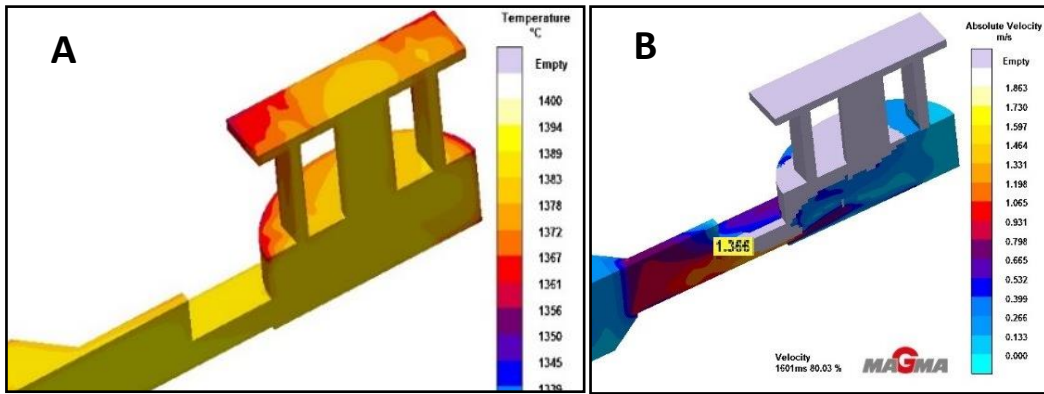 A
Temperature
°C
Empty
1400
1394
1389
1383
1378
1372
1367
1361
1356
1350
1345
1339
B
Absolute Velocity
m/s
Empty
1.863
1.730
1.597
1.464
1.331
1.198
1.065
0.931
0.798
0.665
0.532
0.399
0.266
0.133
0.000
1.366
Velocity
1601ms 80.03 %
MAGMA